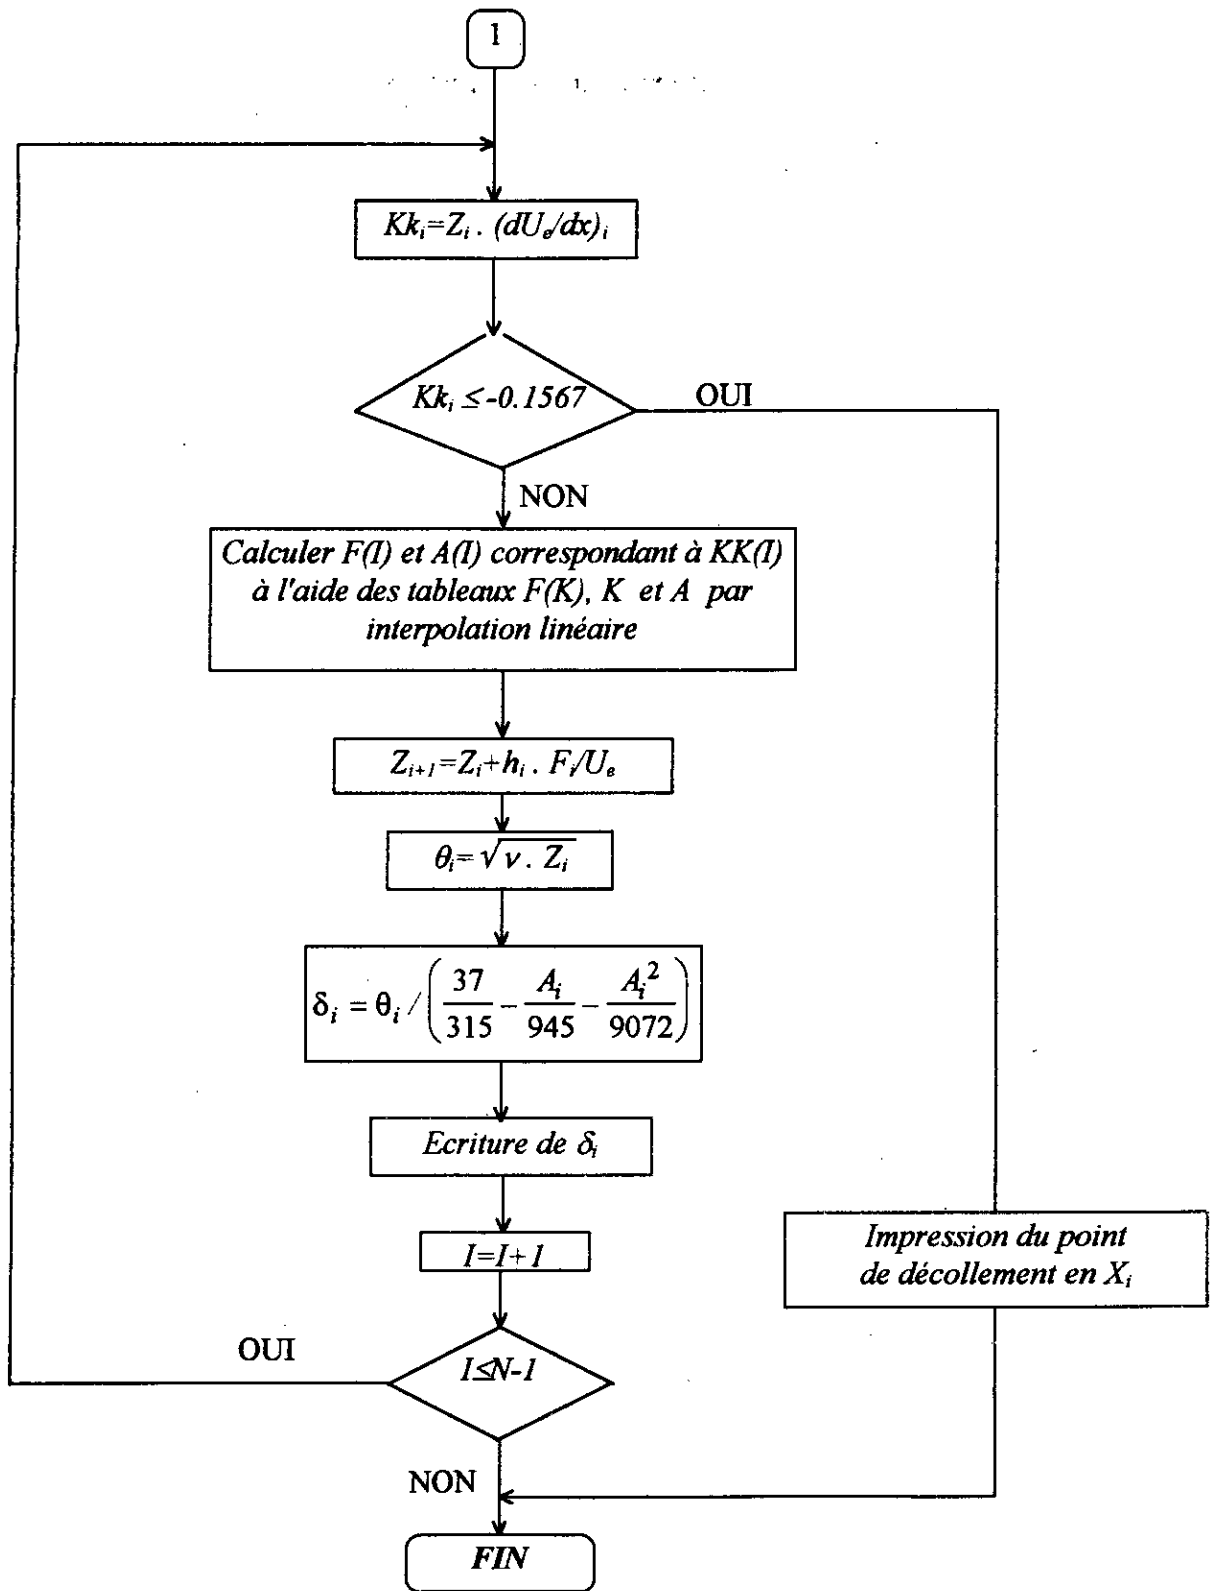 1
Kk_i=Z_i . (dU_e/dx)_i
Kk_i ≤ -0.1567
OUI
NON
Calculer F(I) et A(I) correspondant à KK(I)
à l'aide des tableaux F(K), K et A par
interpolation linéaire
Z_{i+1}=Z_i+h_i . F_i/U_e
θ_i=√(ν . Z_i)
δ_i = θ_i / (37/315 - A_i/945 - A_i²/9072)
Ecriture de δ_i
I=I+1
Impression du point
de décollement en X_i
OUI
I≤N-1
NON
FIN